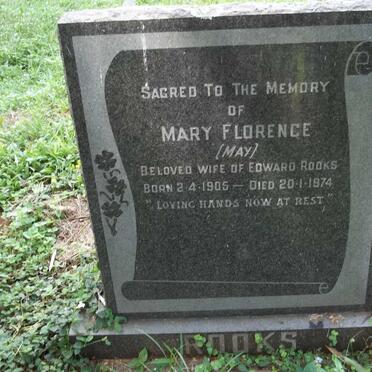 SACRED TO THE MEMORY
OF
MARY FLORENCE
(MAY)
BELOVED WIFE OF EDWARD ROOKS
BORN 2-4-1905 — DIED 20-1-1974
"LOVING HANDS NOW AT REST"
ROOKS